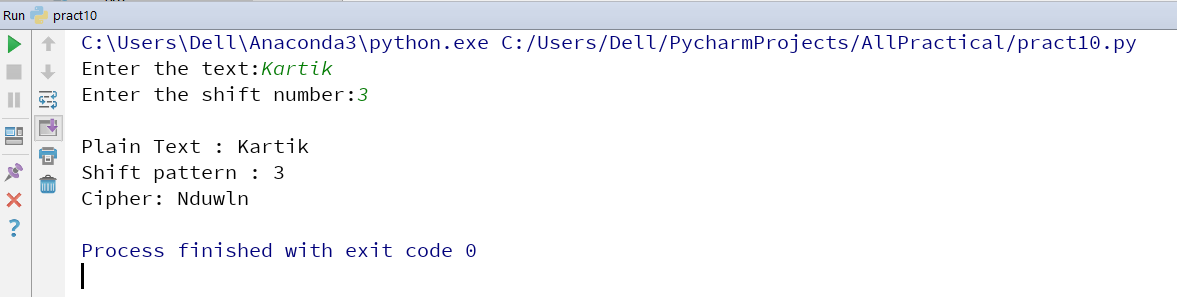 Run pract10
C:\Users\Dell\Anaconda3\python.exe C:/Users/Dell/PycharmProjects/AllPractical/pract10.py
Enter the text:Kartik
Enter the shift number:3
Plain Text : Kartik
Shift pattern : 3
Cipher: Nduwln
Process finished with exit code 0